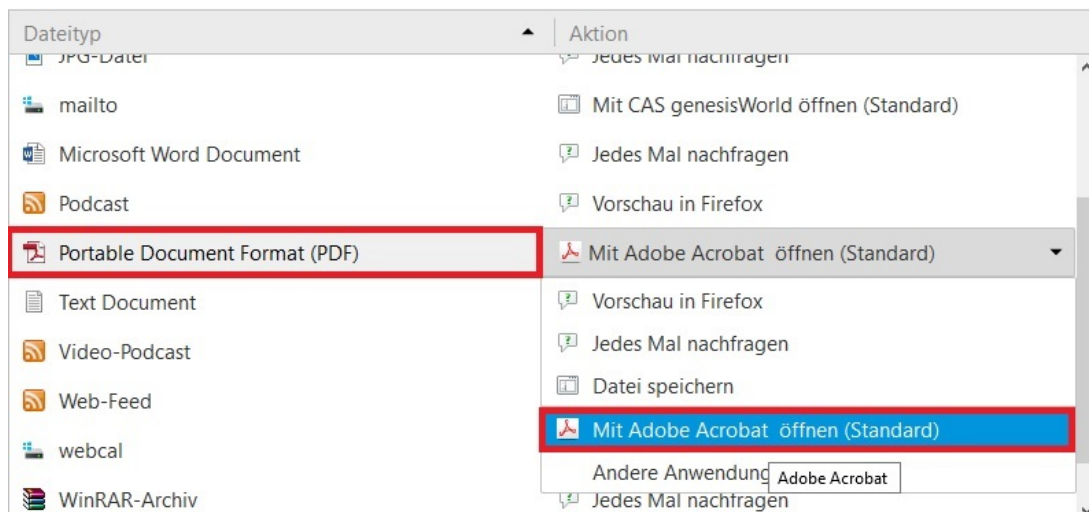 Dateityp Aktion
JPG-Datei Jedes Mal nachfragen
mailto Mit CAS genesisWorld öffnen (Standard)
Microsoft Word Document Jedes Mal nachfragen
Podcast Vorschau in Firefox
Portable Document Format (PDF) Mit Adobe Acrobat öffnen (Standard)
Text Document Vorschau in Firefox
Video-Podcast Jedes Mal nachfragen
Web-Feed Datei speichern
Mit Adobe Acrobat öffnen (Standard)
webcal Andere Anwendung
Adobe Acrobat
WinRAR-Archiv Jedes Mal nachfragen